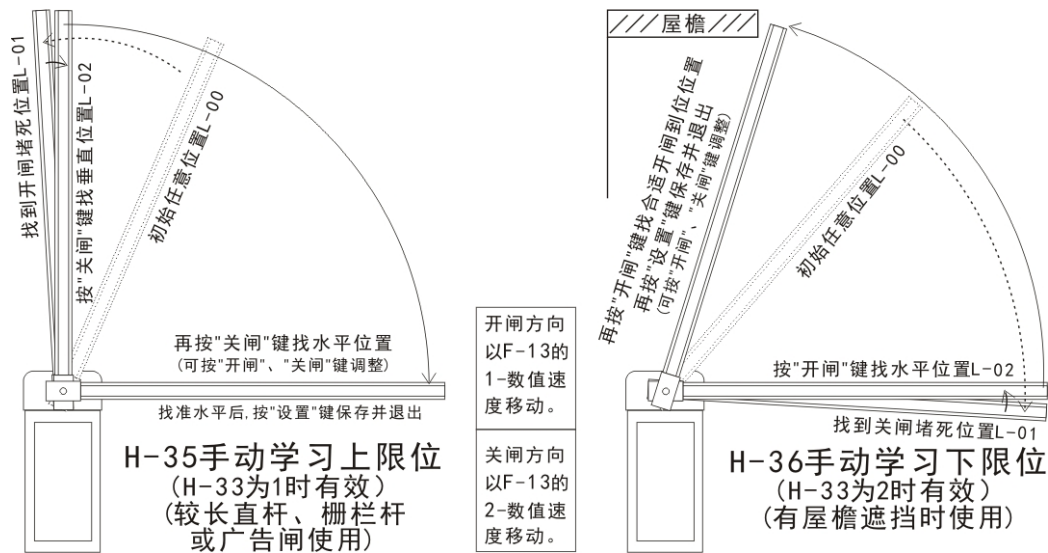 找到开闸堵死位置L-01
按"关闸"键找垂直位置L-02
初始任意位置L-00
再按"关闸"键找水平位置
(可按"开闸"、"关闸"键调整)
找准水平后,按"设置"键保存并退出
H-35手动学习上限位
(H-33为1时有效)
(较长直杆、栅栏杆
或广告闸使用)
开闸方向
以F-13的
1-数值速
度移动。
关闸方向
以F-13的
2-数值速
度移动。
屋檐
再按"开闸"键找合适开闸到位位置
再按"设置"键保存并退出
(可按"开闸"、"关闸"键调整)
初始任意位置L-00
按"开闸"键找水平位置L-02
找到关闸堵死位置L-01
H-36手动学习下限位
(H-33为2时有效)
(有屋檐遮挡时使用)